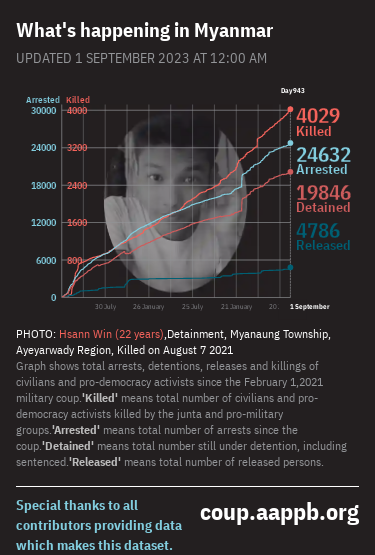 What's happening in Myanmar
UPDATED 1 SEPTEMBER 2023 AT 12:00 AM
Day943
Arrested Killed
30000 4000
24000 3200
18000 2400
12000 1600
6000 800
0
4029
Killed
24632
Arrested
19846
Detained
4786
Released
30 July 26 January 25 July 21 January 20. 1 September
PHOTO: Hsann Win (22 years),Detainment, Myanaung Township,
Ayeyarwady Region, Killed on August 7 2021
Graph shows total arrests, detentions, releases and killings of
civilians and pro-democracy activists since the February 1,2021
military coup.'Killed' means total number of civilians and pro-
democracy activists killed by the junta and pro-military
groups.'Arrested' means total number of arrests since the
coup.'Detained' means total number still under detention, including
sentenced.'Released' means total number of released persons.
Special thanks to all
contributors providing data
which makes this dataset.
coup.aappb.org